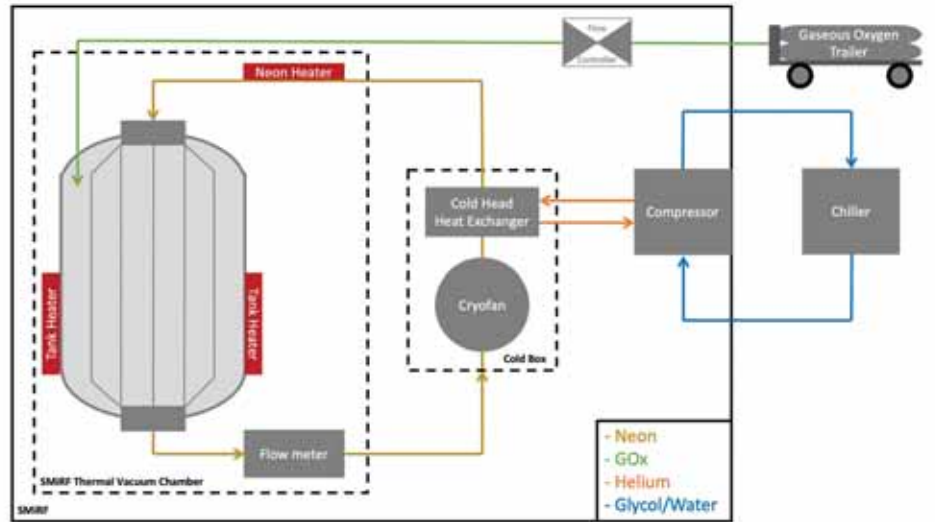 Flow
Controller
Gaseous Oxygen
Trailer
Neon Heater
Cold Head
Heat Exchanger
Compressor
Chiller
Cryofan
Cold Box
Tank Heater
Tank Heater
Flow meter
SMiRF Thermal Vacuum Chamber
SMiRF
- Neon
- GOx
- Helium
- Glycol/Water